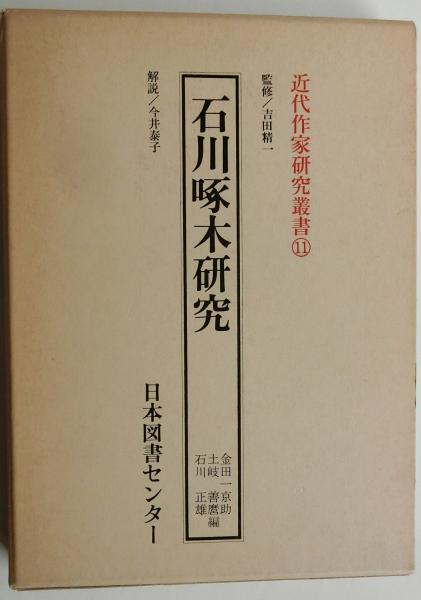 近代作家研究叢書⑪
監修/吉田精一
石川啄木研究
金田一京助
土岐 善麿編
石川 正雄
解説/今井泰子
日本図書センター